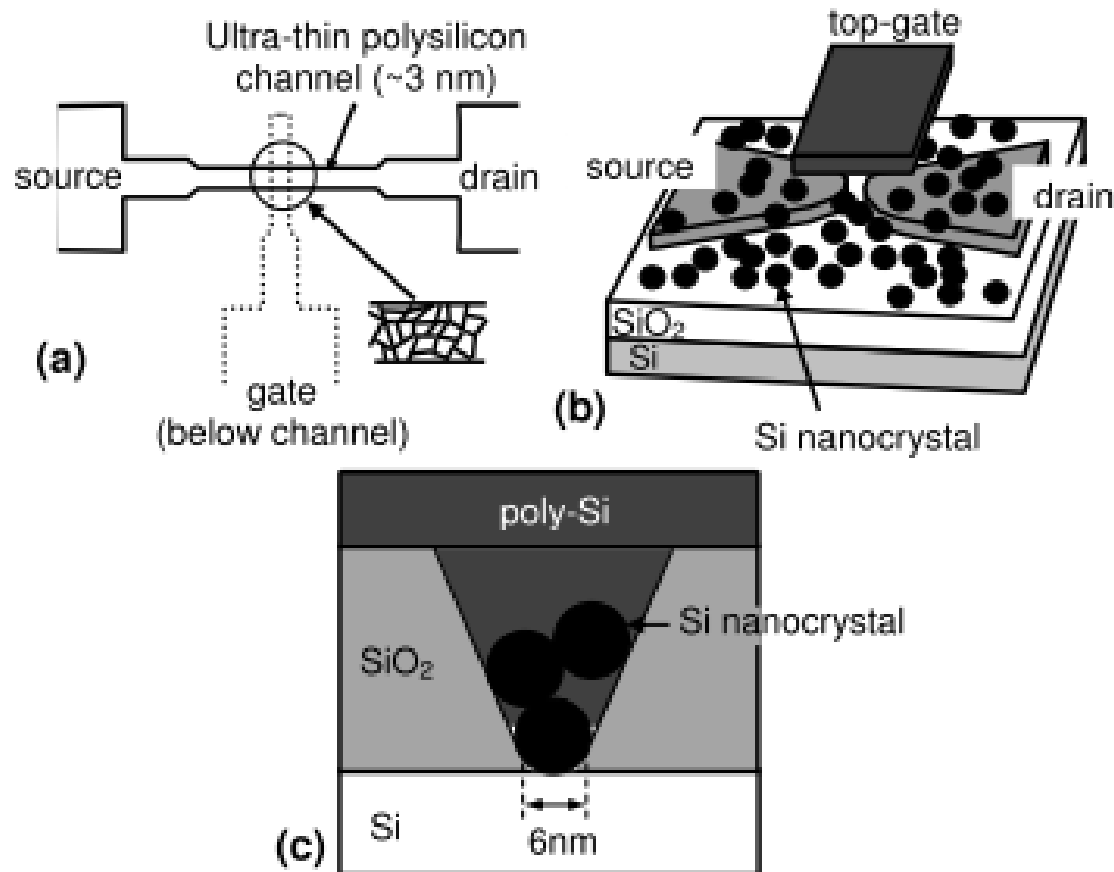 Ultra-thin polysilicon
channel (~3 nm)
source
drain
gate
(below channel)
(a)
top-gate
source
drain
SiO₂
Si
(b)
Si nanocrystal
poly-Si
Si nanocrystal
SiO₂
Si
6nm
(c)